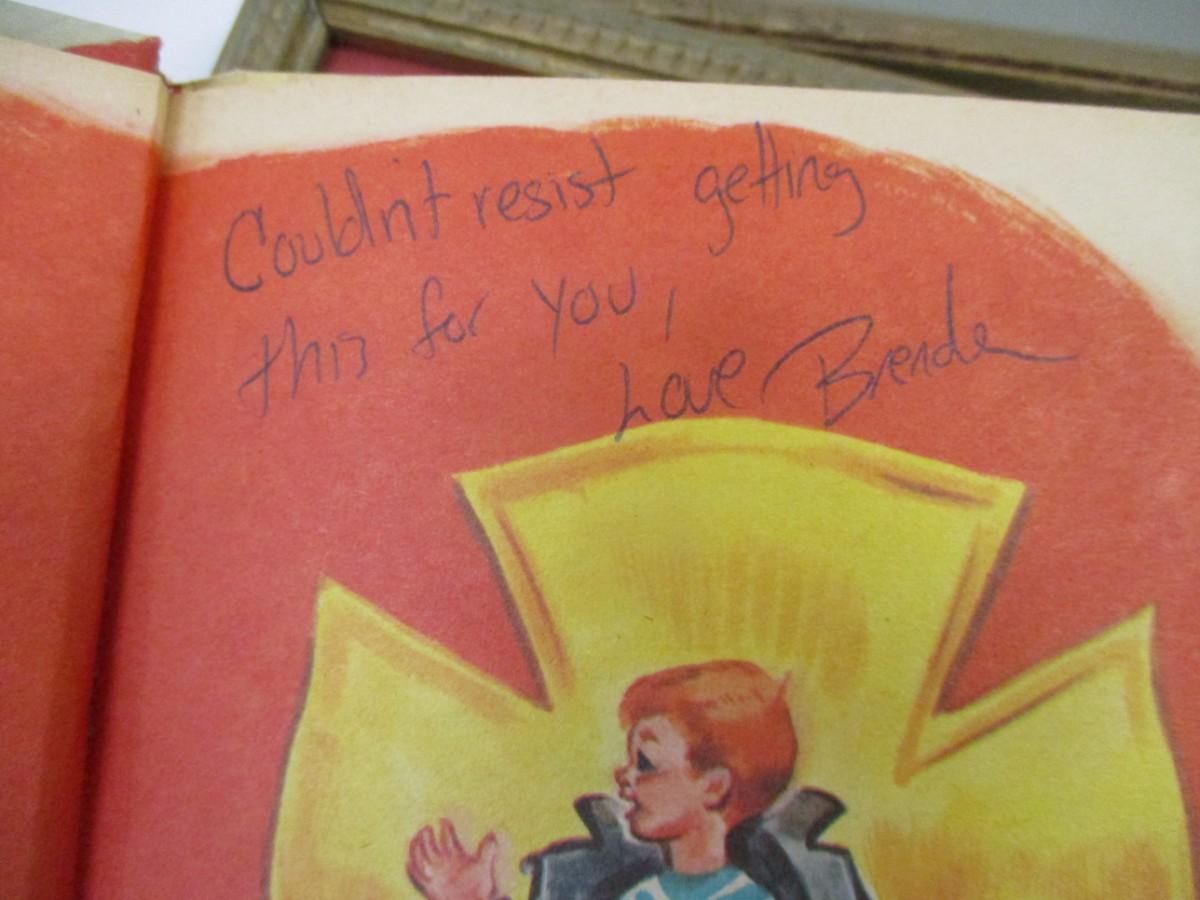 Couldn't resist getting
this for you,
Love Brenda